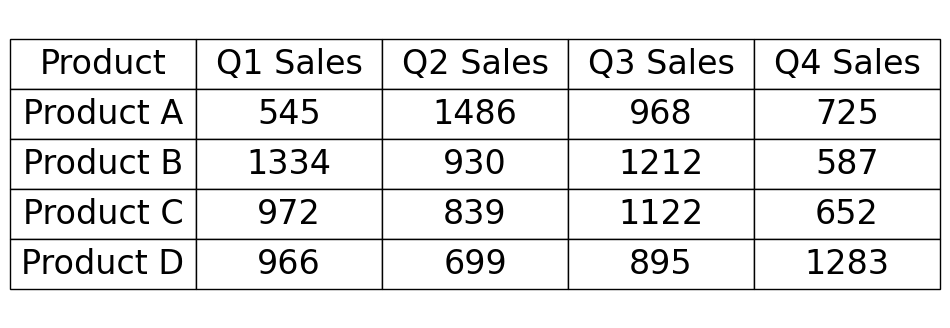 Product Q1 Sales Q2 Sales Q3 Sales Q4 Sales
Product A 545 1486 968 725
Product B 1334 930 1212 587
Product C 972 839 1122 652
Product D 966 699 895 1283